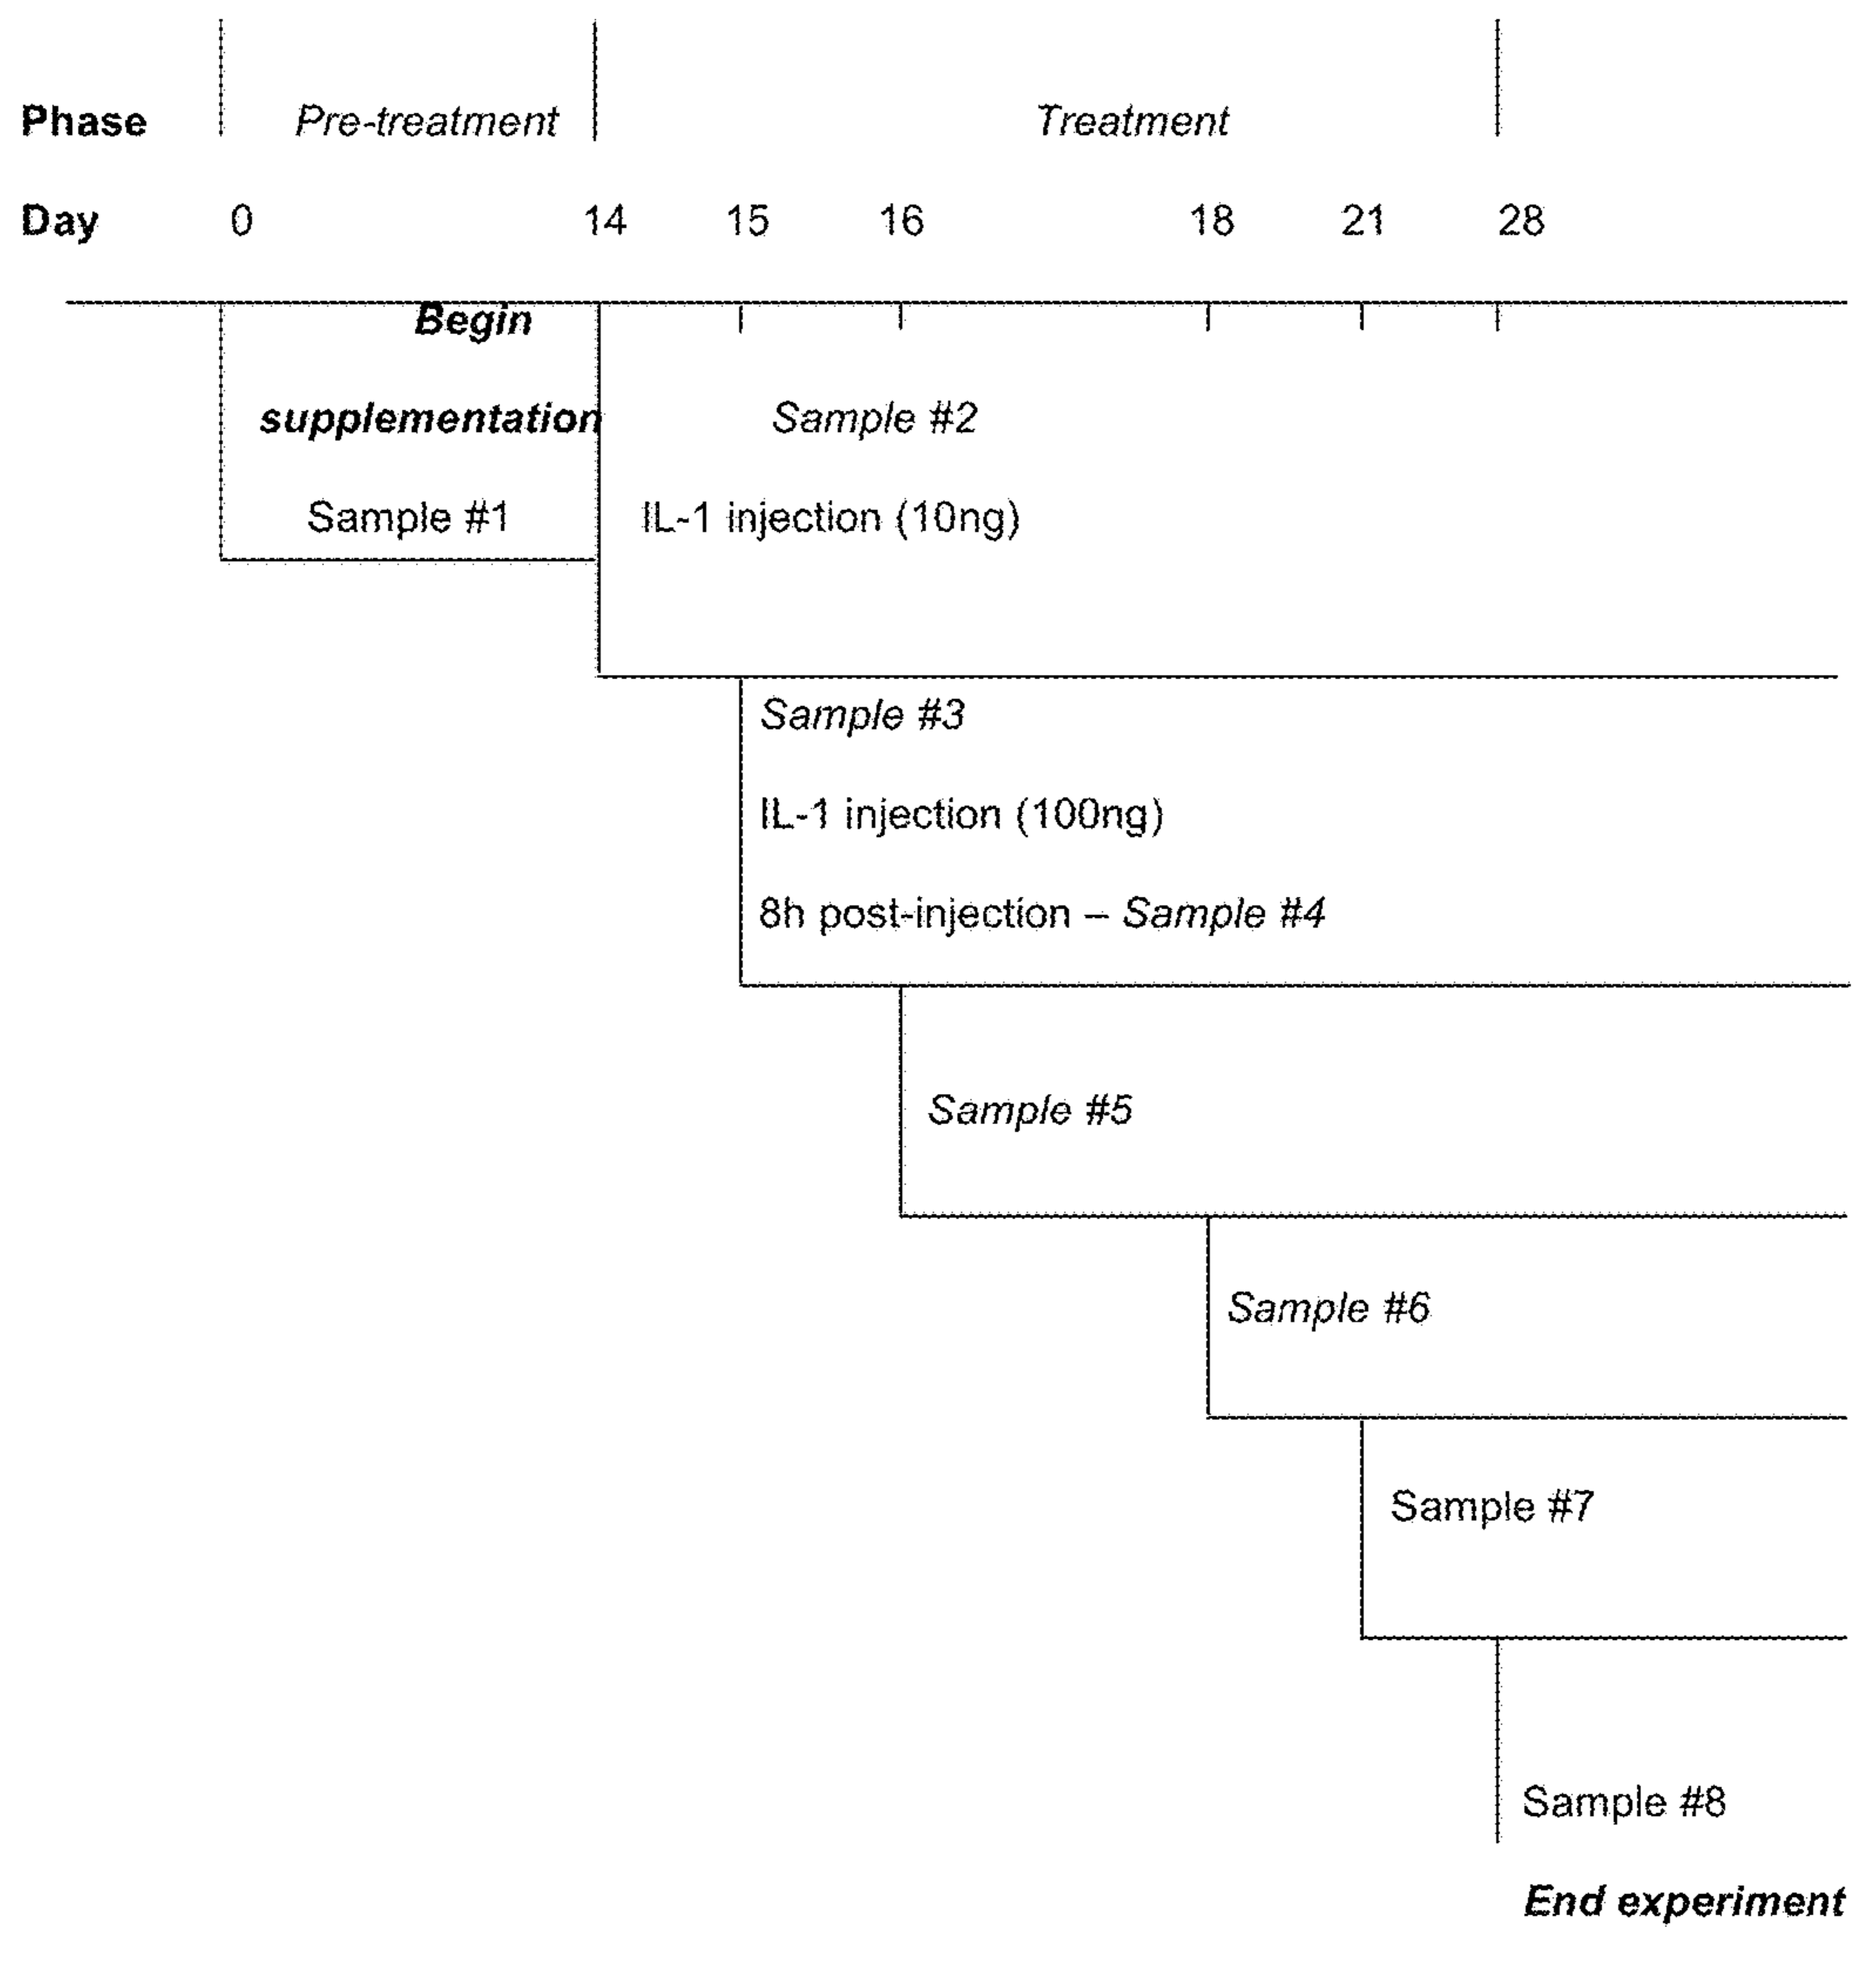 Phase Pre-treatment Treatment
Day 0 14 15 16 18 21 28
Begin
supplementation Sample #2
Sample #1 IL-1 injection (10ng)
Sample #3
IL-1 injection (100ng)
8h post-injection – Sample #4
Sample #5
Sample #6
Sample #7
Sample #8
End experiment